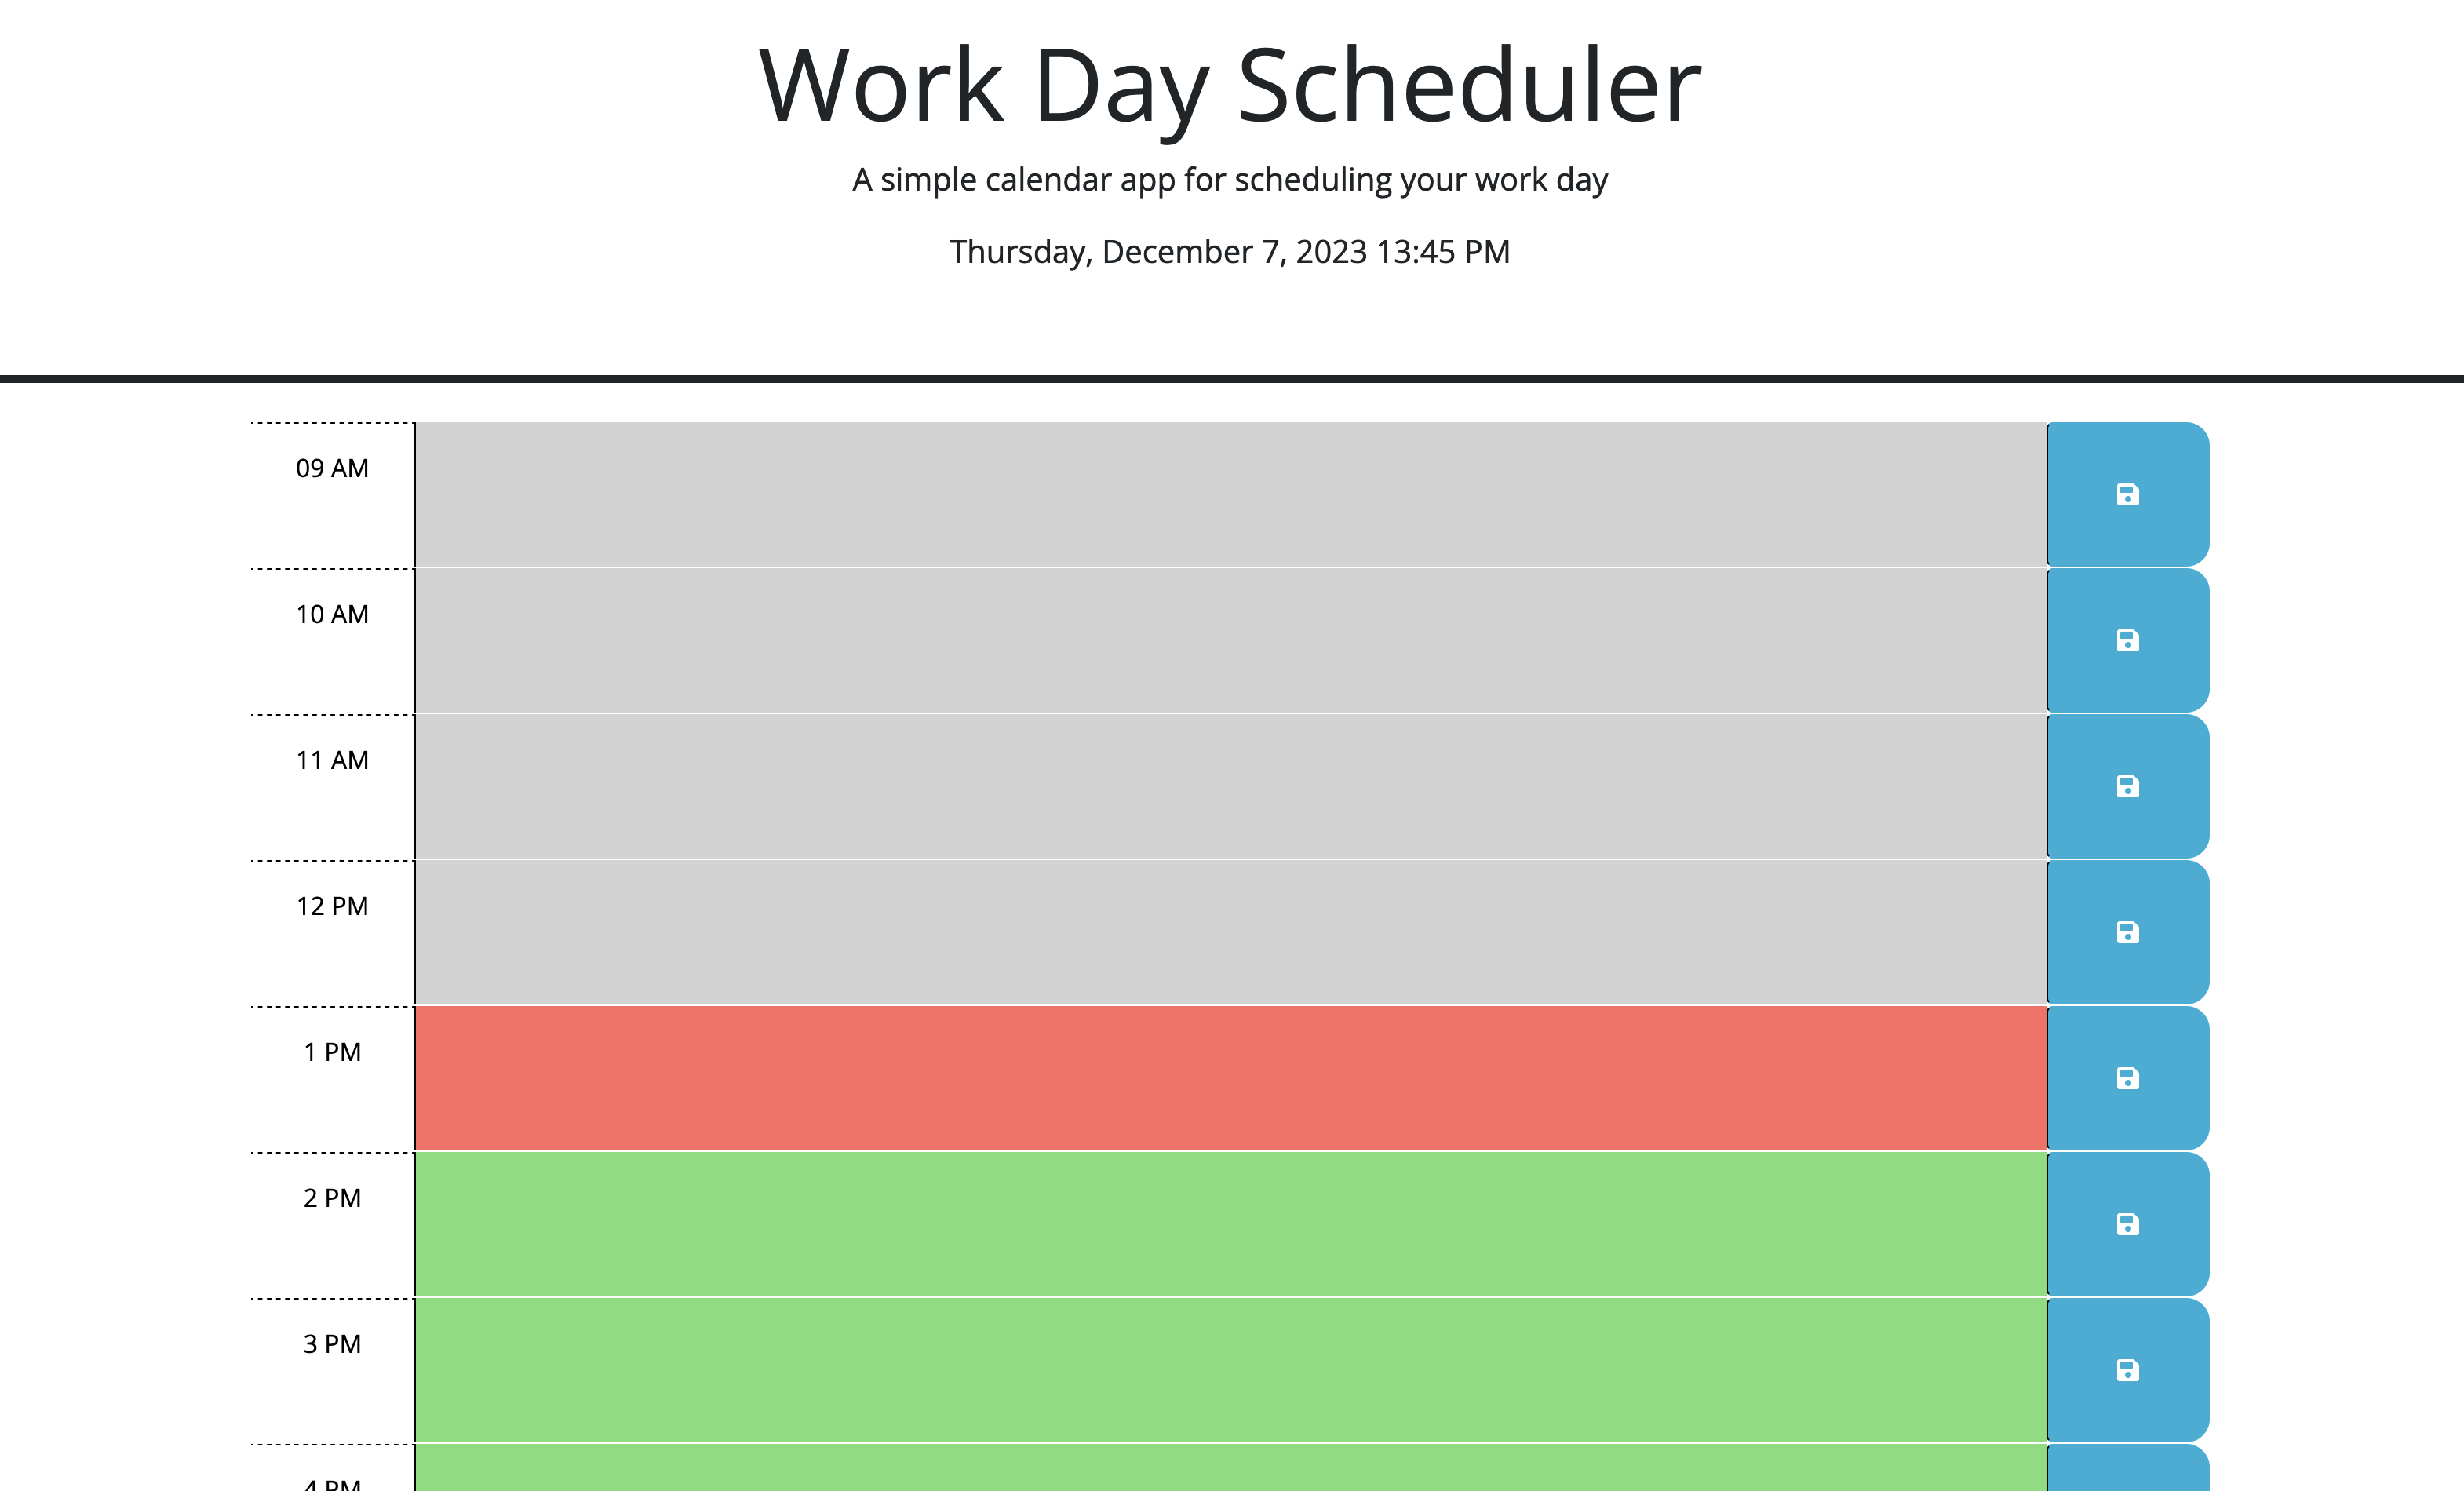 Work Day Scheduler
A simple calendar app for scheduling your work day
Thursday, December 7, 2023 13:45 PM
09 AM
10 AM
11 AM
12 PM
1 PM
2 PM
3 PM
4 PM